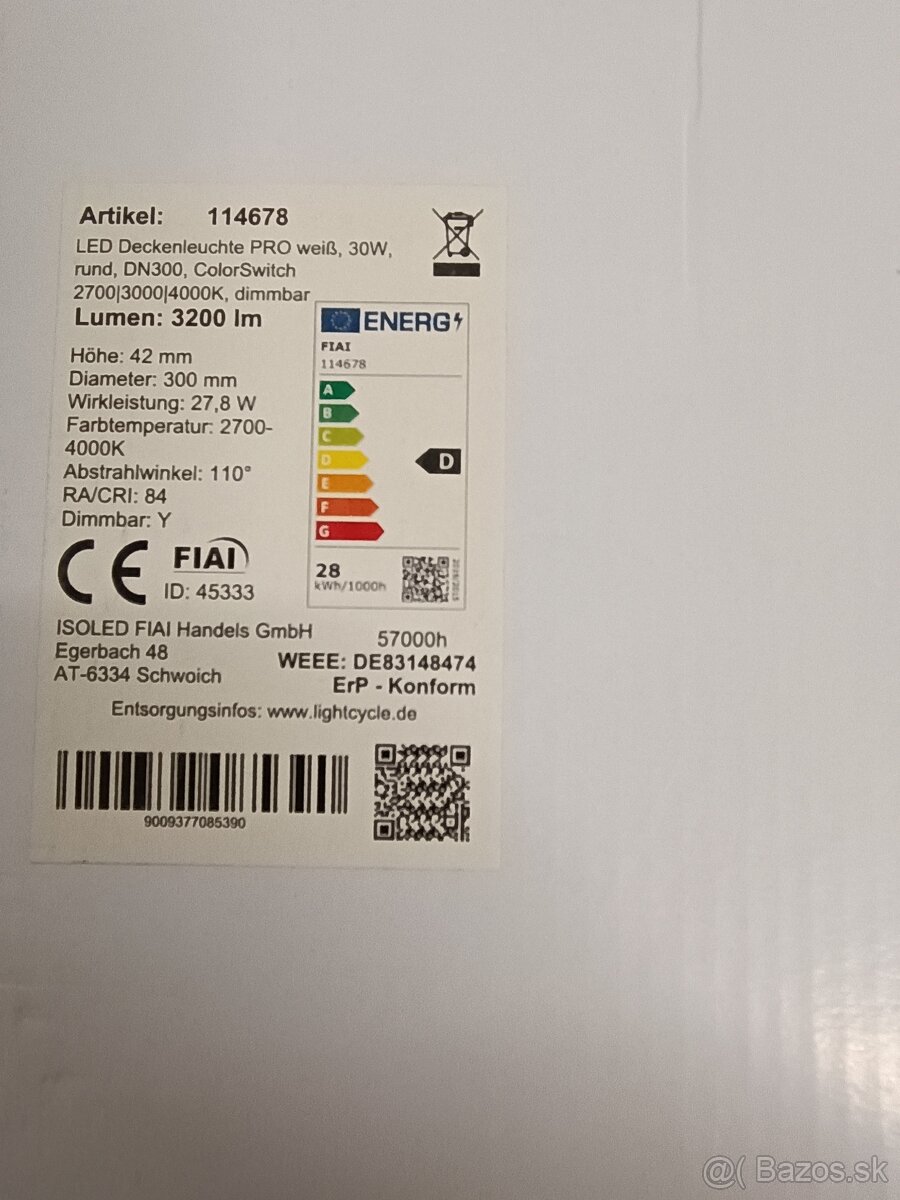 Artikel: 114678
LED Deckenleuchte PRO weiß, 30W,
rund, DN300, ColorSwitch
2700|3000|4000K, dimmbar
Lumen: 3200 lm
Höhe: 42 mm
Diameter: 300 mm
Wirkleistung: 27,8 W
Farbtemperatur: 2700-
4000K
Abstrahlwinkel: 110°
RA/CRI: 84
Dimmbar: Y
CE FIAI
ID: 45333
ENERG
FIAI
114678
A
B
C
D
E
F
G
D
28
kWh/1000h
2019/2015
ISOLED FIAI Handels GmbH
Egerbach 48
AT-6334 Schwoich
57000h
WEEE: DE83148474
ErP - Konform
Entsorgungsinfos: www.lightcycle.de
9009377085390
@( Bazos.sk